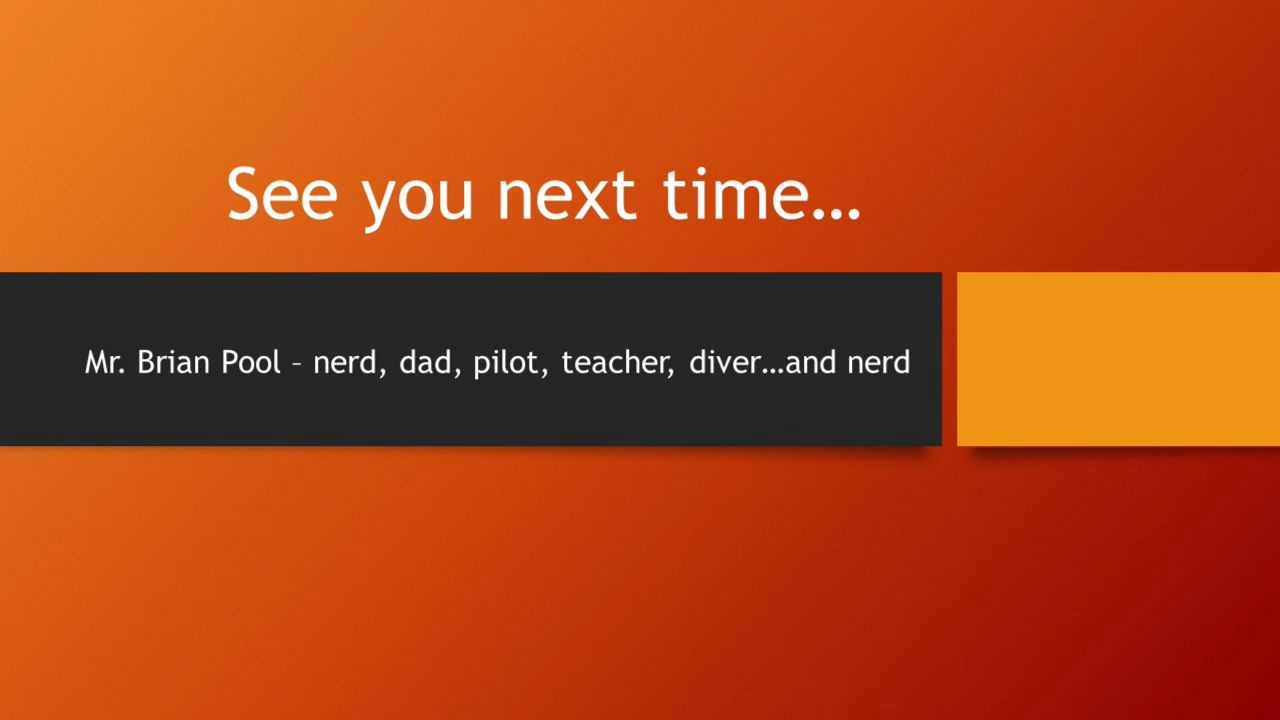 See you next time…
Mr. Brian Pool – nerd, dad, pilot, teacher, diver…and nerd